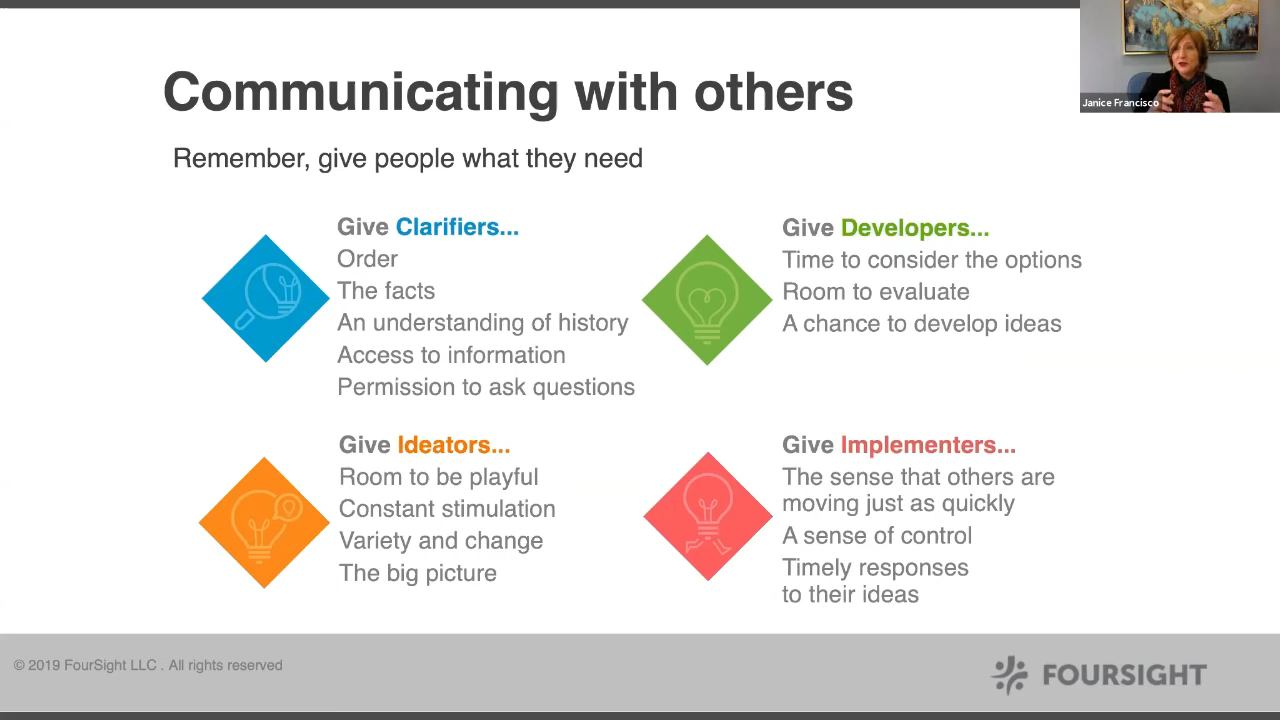 Communicating with others
Janice Francisco
Remember, give people what they need
Give Clarifiers...
Order
The facts
An understanding of history
Access to information
Permission to ask questions
Give Developers...
Time to consider the options
Room to evaluate
A chance to develop ideas
Give Ideators...
Room to be playful
Constant stimulation
Variety and change
The big picture
Give Implementers...
The sense that others are
moving just as quickly
A sense of control
Timely responses
to their ideas
© 2019 FourSight LLC . All rights reserved
FOURSIGHT